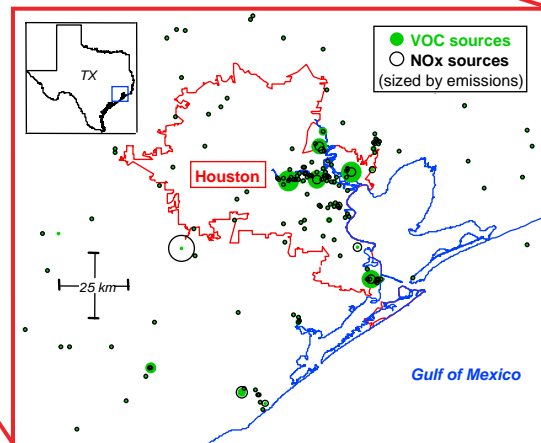 TX
VOC sources
NOx sources
(sized by emissions)
Houston
25 km
Gulf of Mexico